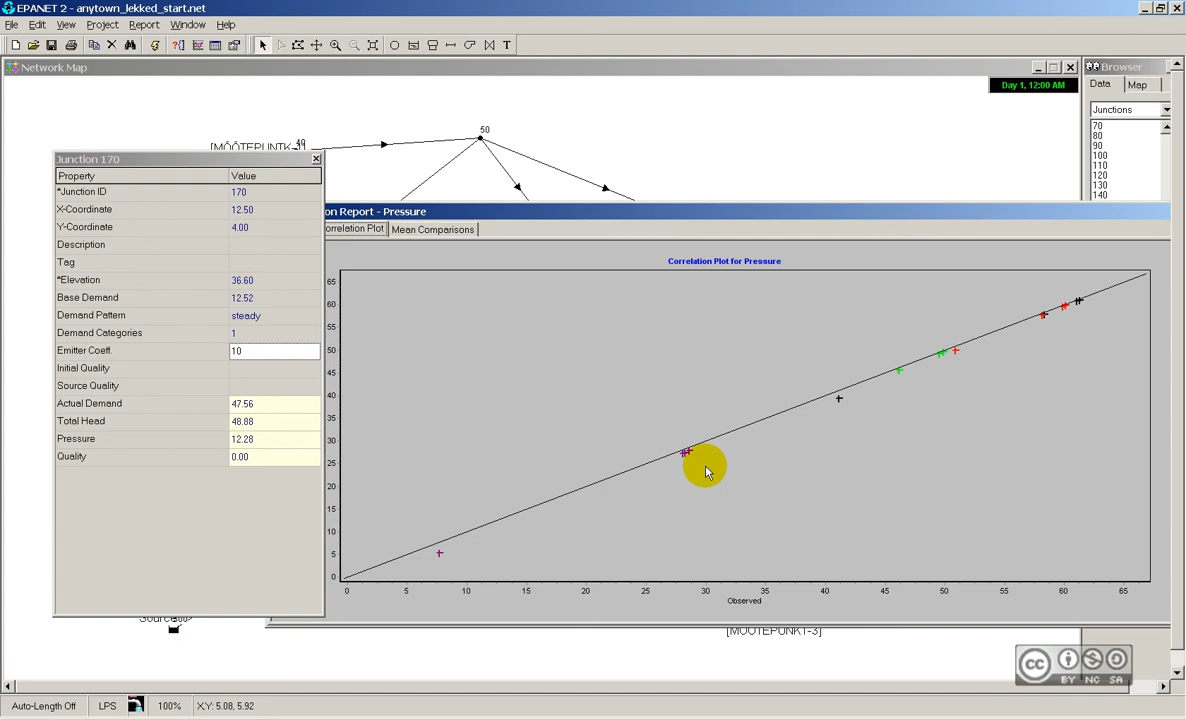 EPANET 2 - anytown_lekked_start.net
File Edit View Project Report Window Help
Network Map
Browser
Day 1, 12:00 AM
Data Map
Junctions
70
80
90
100
110
120
130
140
50
40
Junction 170
Property Value
*Junction ID 170
X-Coordinate 12.50
Y-Coordinate 4.00
Description
Tag
*Elevation 36.60
Base Demand 12.52
Demand Pattern steady
Demand Categories 1
Emitter Coeff. 10
Initial Quality
Source Quality
Actual Demand 47.56
Total Head 48.88
Pressure 12.28
Quality 0.00
on Report - Pressure
orrelation Plot Mean Comparisons
Correlation Plot for Pressure
65
60
55
50
45
40
35
30
25
20
15
10
5
0
0 5 10 15 20 25 30 35 40 45 50 55 60 65
Observed
[MÕÕTEPUNKT-3]
cc BY NC SA
Auto-Length Off LPS 100% X,Y: 5.08, 5.92